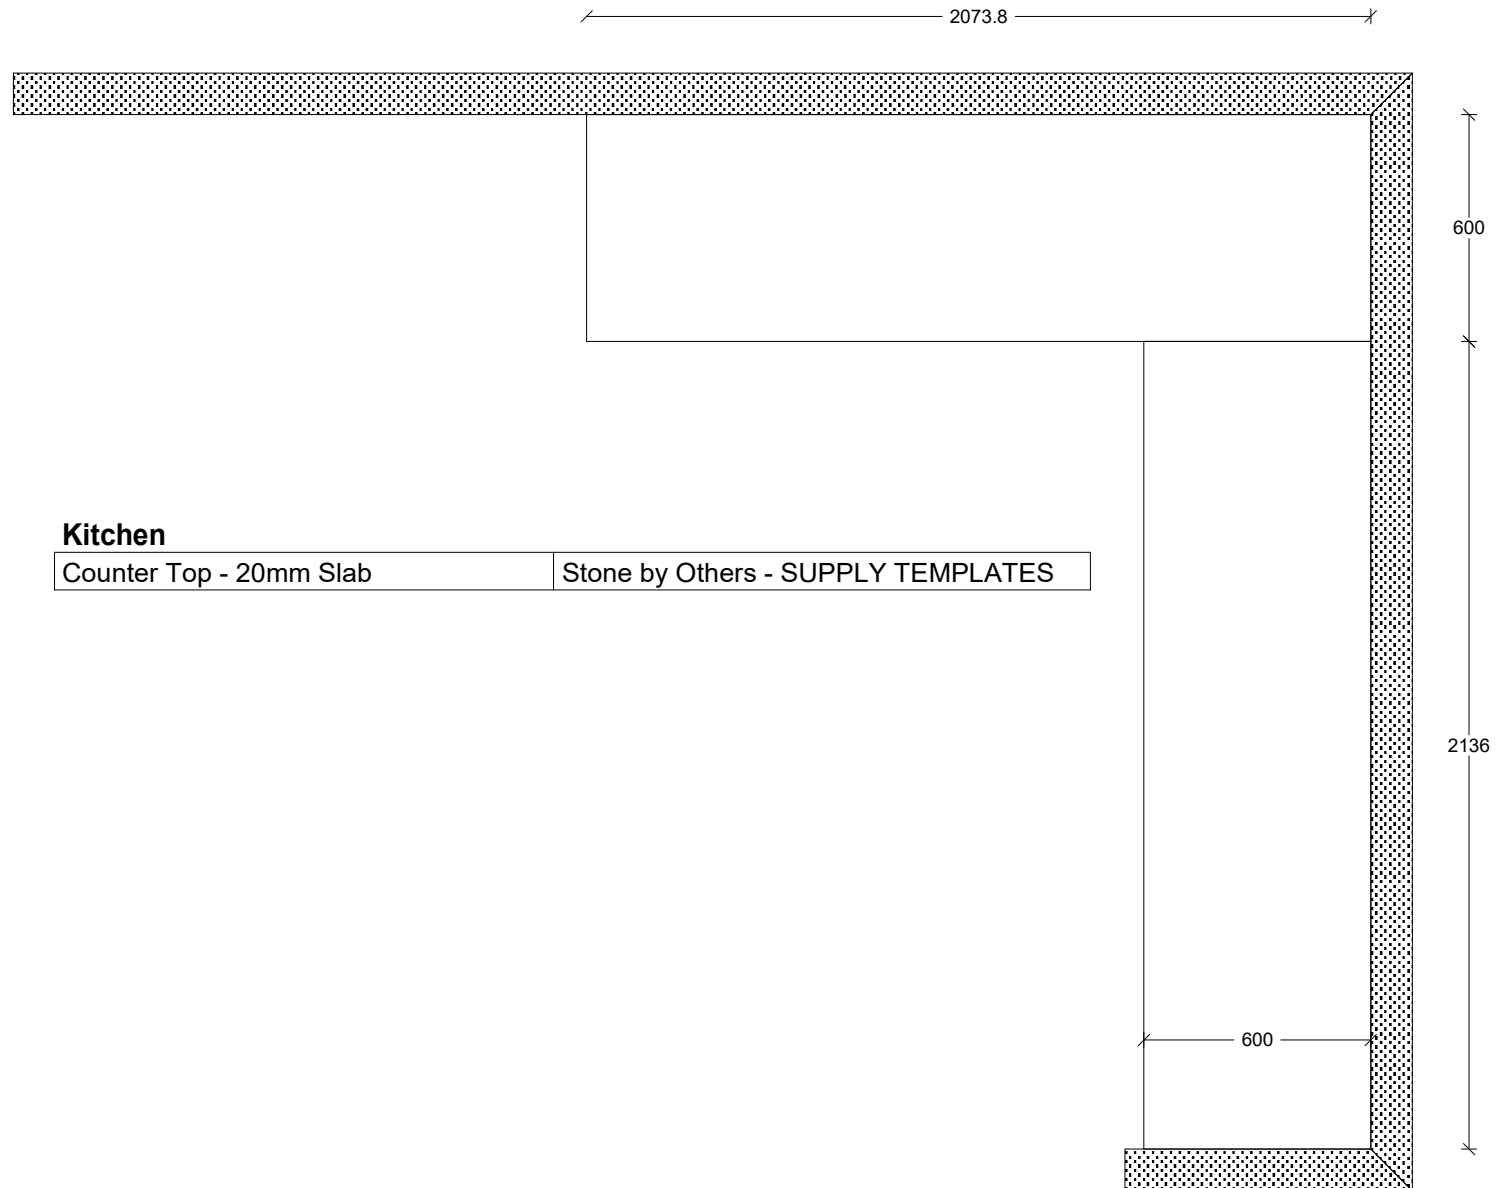 2073.8
600
Kitchen
Counter Top - 20mm Slab Stone by Others - SUPPLY TEMPLATES
2136
600